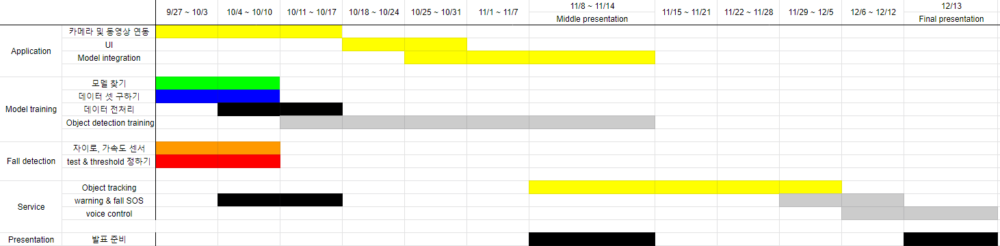 9/27 ~ 10/3 10/4 ~ 10/10 10/11 ~ 10/17 10/18 ~ 10/24 10/25 ~ 10/31 11/1 ~ 11/7 11/8 ~ 11/14 11/15 ~ 11/21 11/22 ~ 11/28 11/29 ~ 12/5 12/6 ~ 12/12 12/13
Middle presentation Final presentation
Application
카메라 및 동영상 연동
UI
Model integration
Model training
모델 찾기
데이터 셋 구하기
데이터 전처리
Object detection training
Fall detection
자이로, 가속도 센서
test & threshold 정하기
Service
Object tracking
warning & fall SOS
voice control
Presentation
발표 준비